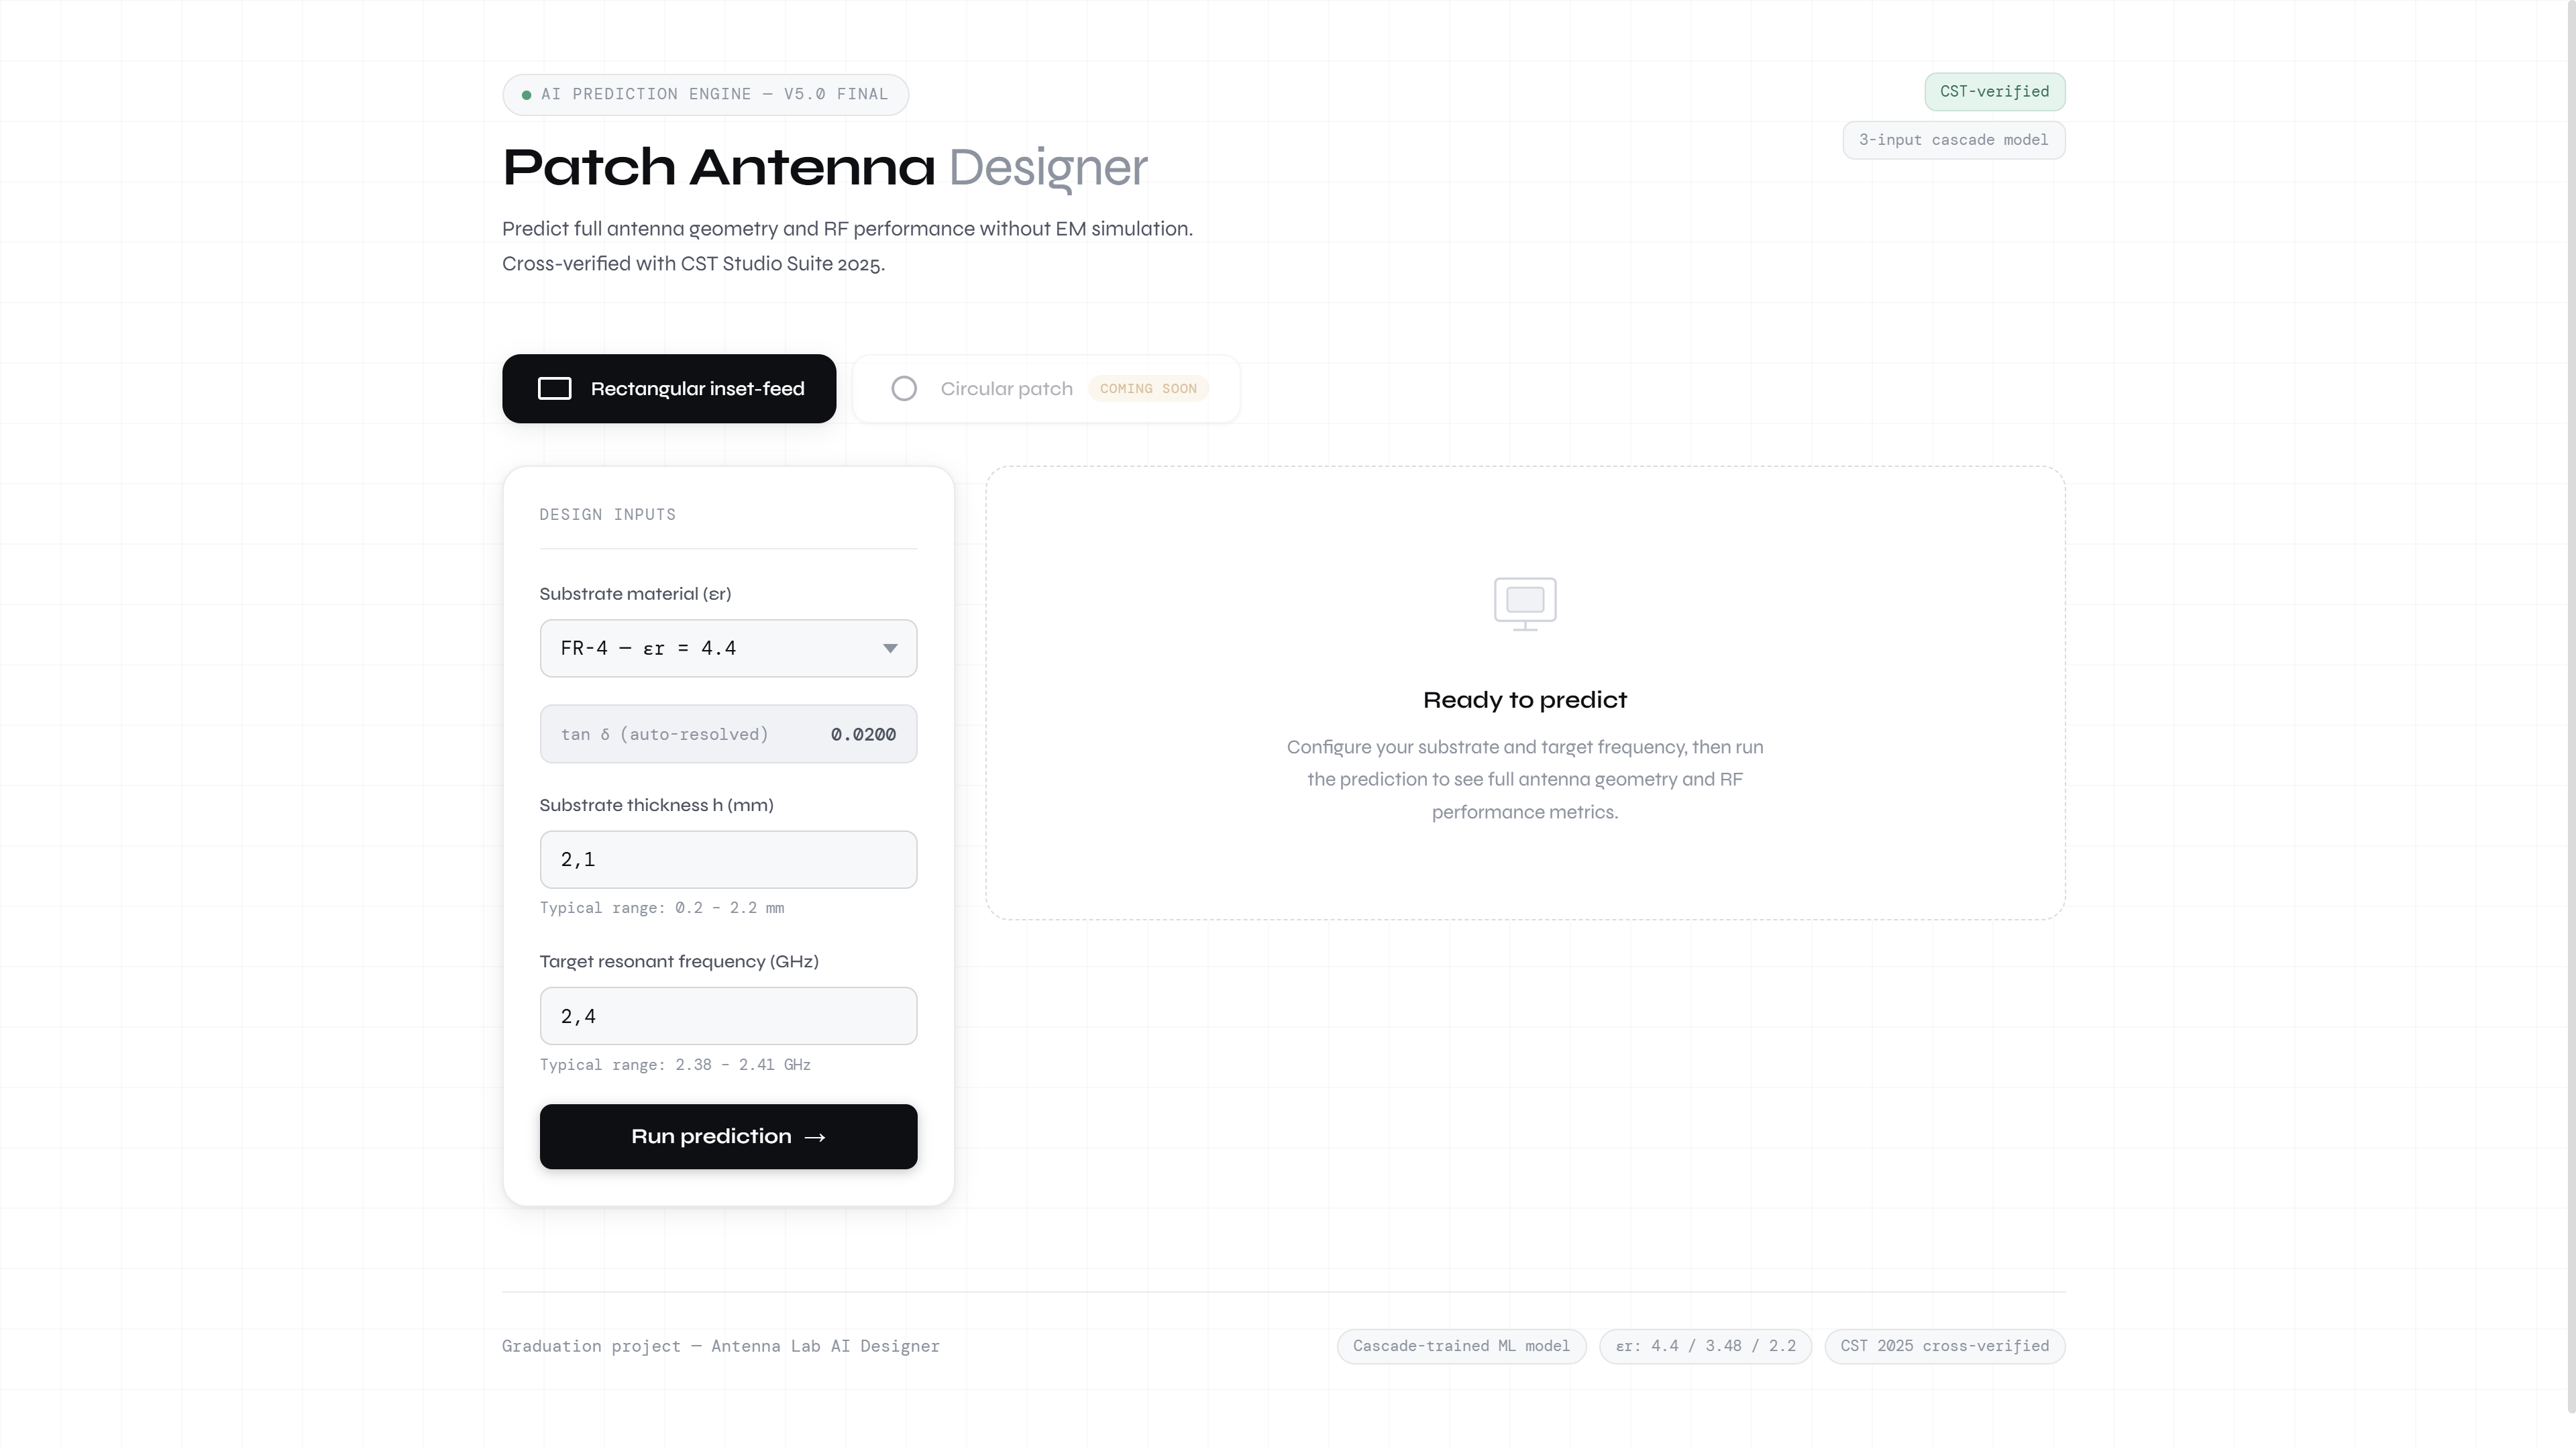 AI PREDICTION ENGINE — V5.0 FINAL
CST-verified
3-input cascade model
Patch Antenna Designer
Predict full antenna geometry and RF performance without EM simulation.
Cross-verified with CST Studio Suite 2025.
Rectangular inset-feed
Circular patch COMING SOON
DESIGN INPUTS
Substrate material (εr)
FR-4 — εr = 4.4
tan δ (auto-resolved) 0.0200
Substrate thickness h (mm)
2,1
Typical range: 0.2 – 2.2 mm
Target resonant frequency (GHz)
2,4
Typical range: 2.38 – 2.41 GHz
Run prediction →
Ready to predict
Configure your substrate and target frequency, then run
the prediction to see full antenna geometry and RF
performance metrics.
Graduation project — Antenna Lab AI Designer
Cascade-trained ML model
εr: 4.4 / 3.48 / 2.2
CST 2025 cross-verified